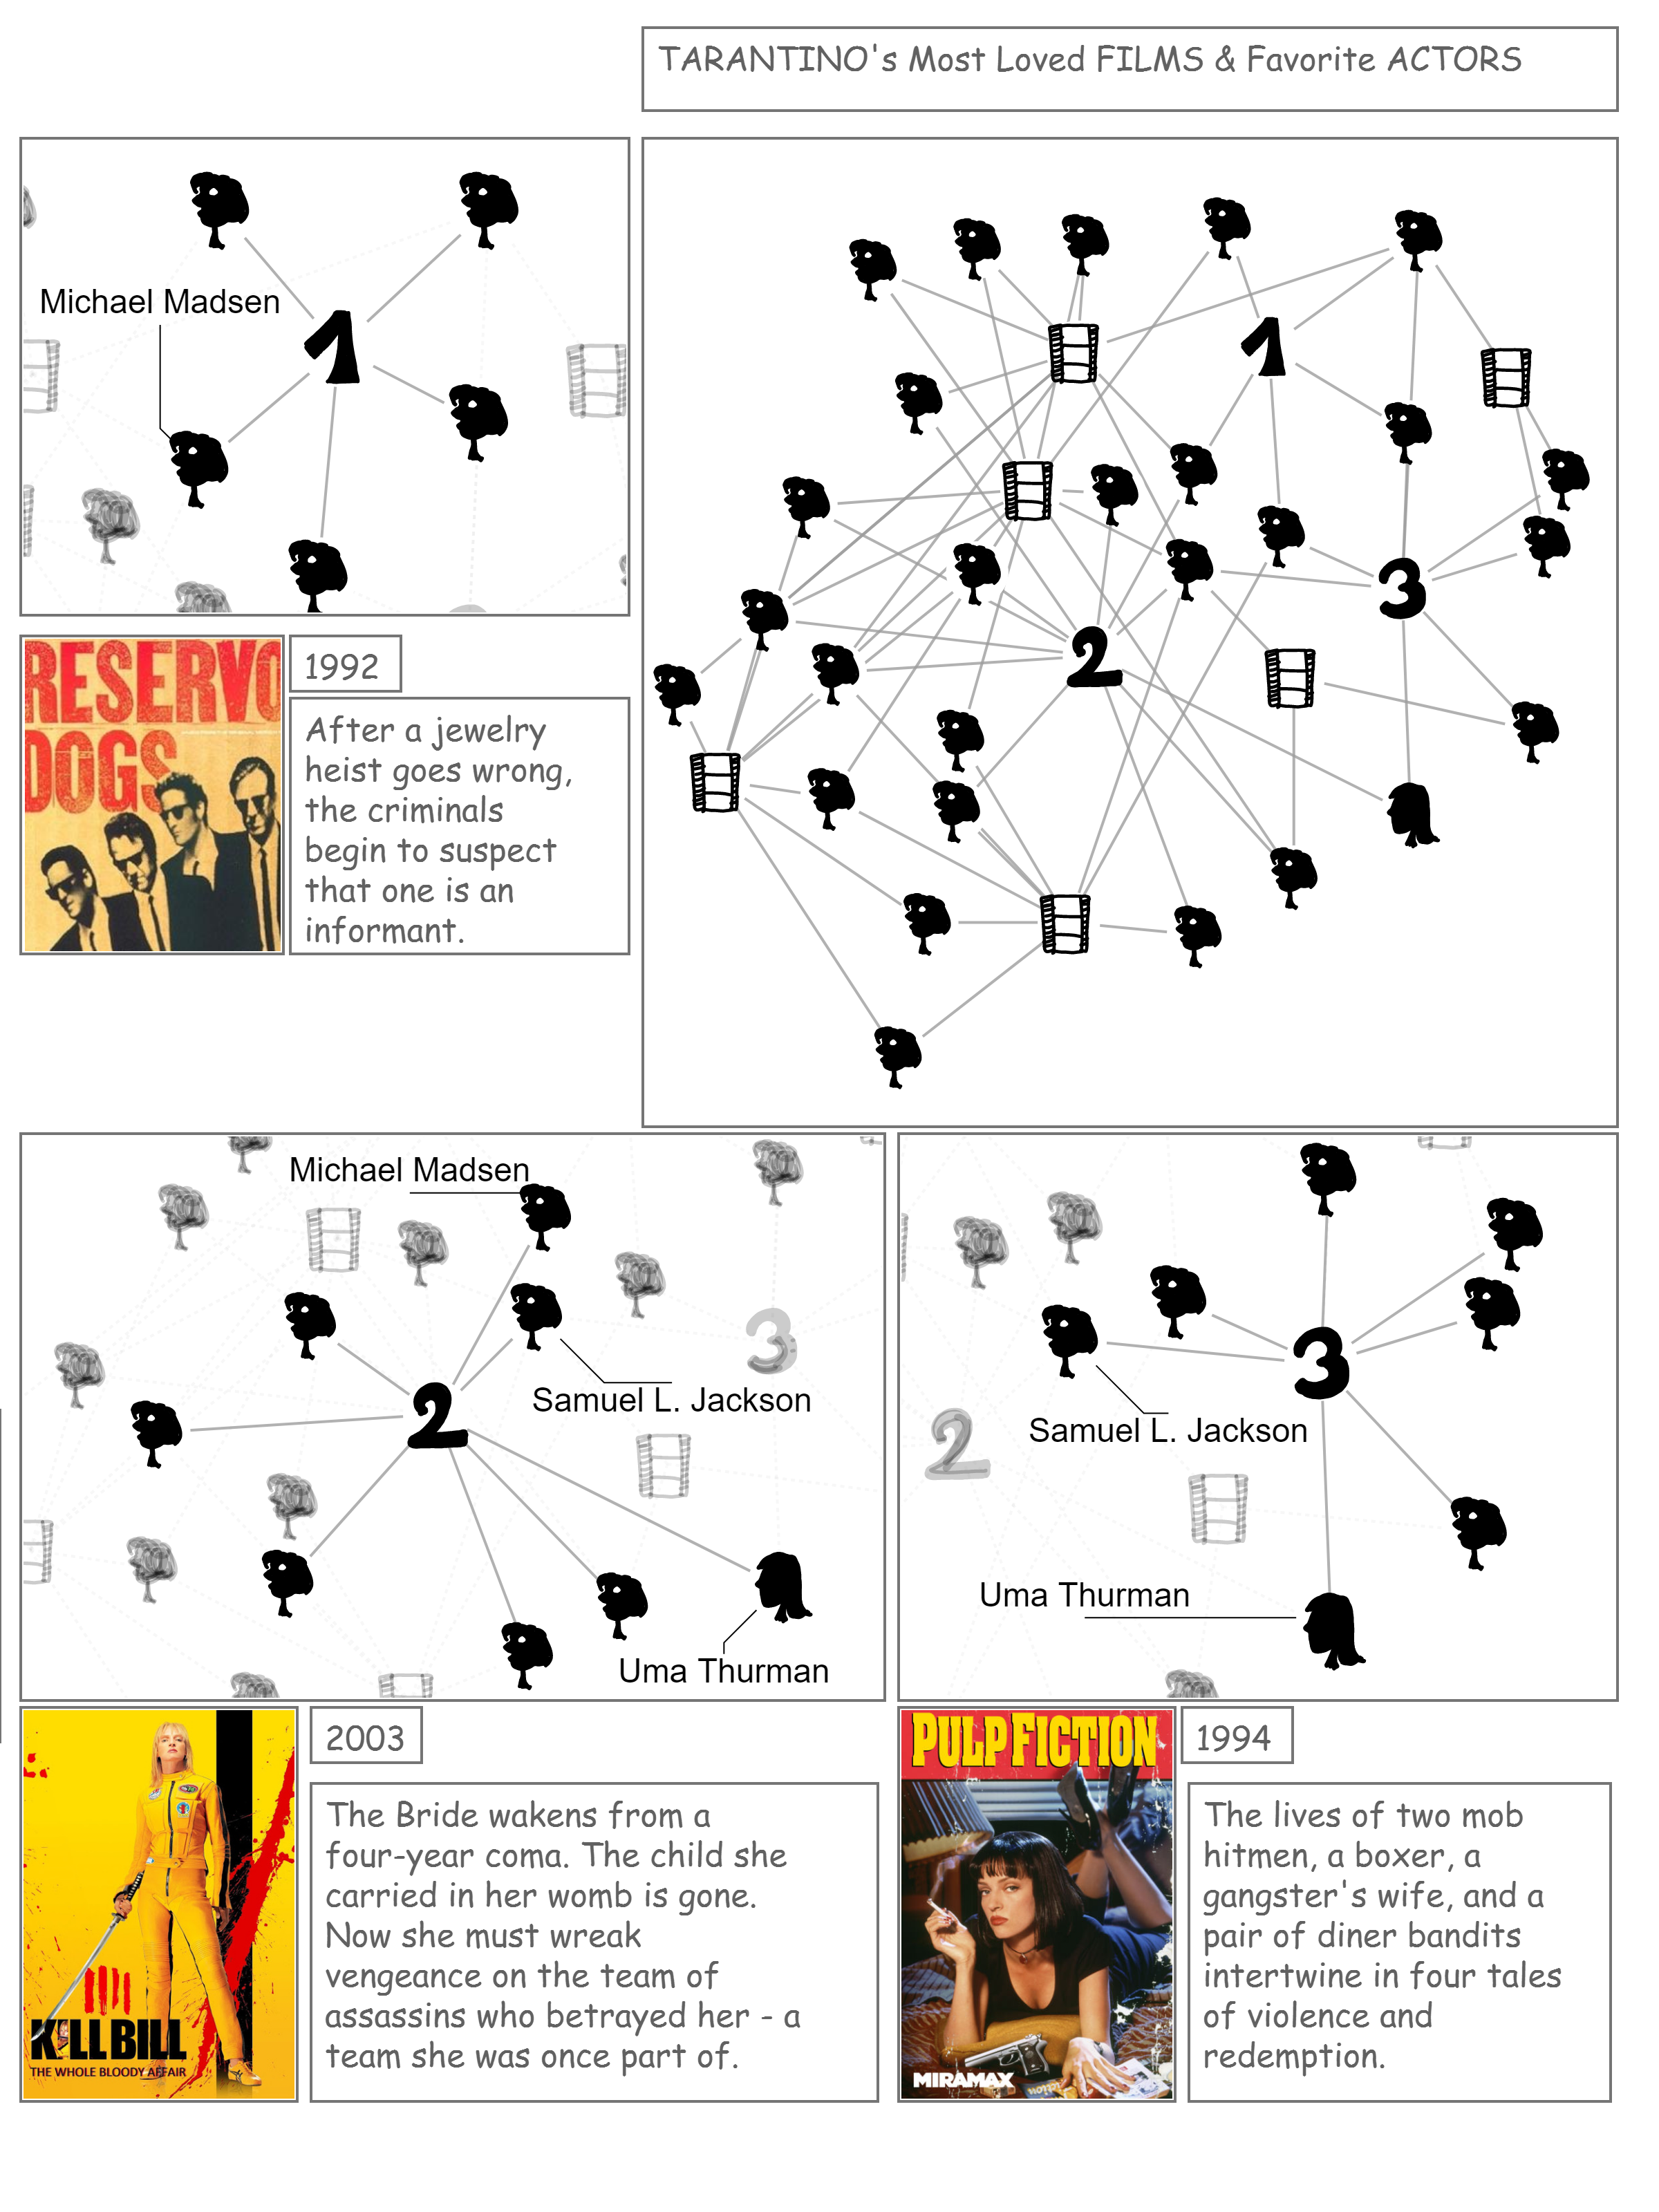 TARANTINO's Most Loved FILMS & Favorite ACTORS
Michael Madsen
1
1
2
3
RESERVO
DOGS
1992
After a jewelry
heist goes wrong,
the criminals
begin to suspect
that one is an
informant.
Michael Madsen
Samuel L. Jackson
2
3
Uma Thurman
3
2
Samuel L. Jackson
Uma Thurman
KILL BILL
THE WHOLE BLOODY AFFAIR
2003
The Bride wakens from a
four-year coma. The child she
carried in her womb is gone.
Now she must wreak
vengeance on the team of
assassins who betrayed her - a
team she was once part of.
PULP FICTION
MIRAMAX
1994
The lives of two mob
hitmen, a boxer, a
gangster's wife, and a
pair of diner bandits
intertwine in four tales
of violence and
redemption.